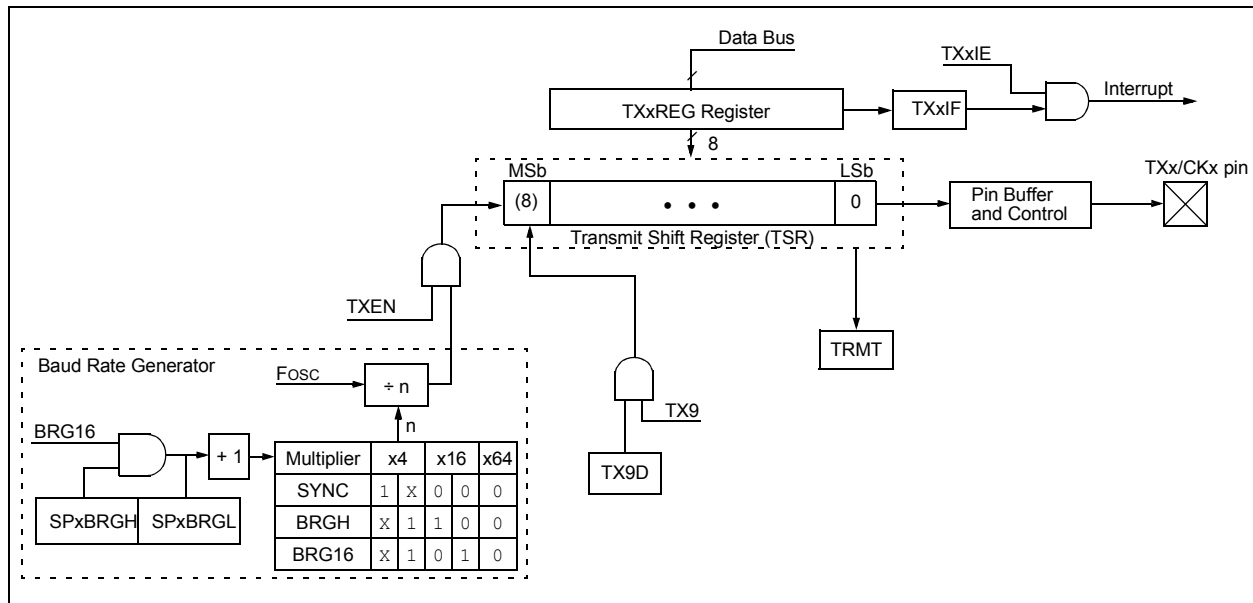 Data Bus
TXxIE
Interrupt
TXxREG Register
TXxIF
8
MSb
LSb
TXx/CKx pin
(8)
• • •
0
Pin Buffer
and Control
Transmit Shift Register (TSR)
TXEN
TRMT
Baud Rate Generator
FOSC
÷ n
TX9
BRG16
n
+ 1
Multiplier x4 x16 x64
TX9D
SYNC 1 X 0 0 0
SPxBRGH SPxBRGL
BRGH X 1 1 0 0
BRG16 X 1 0 1 0